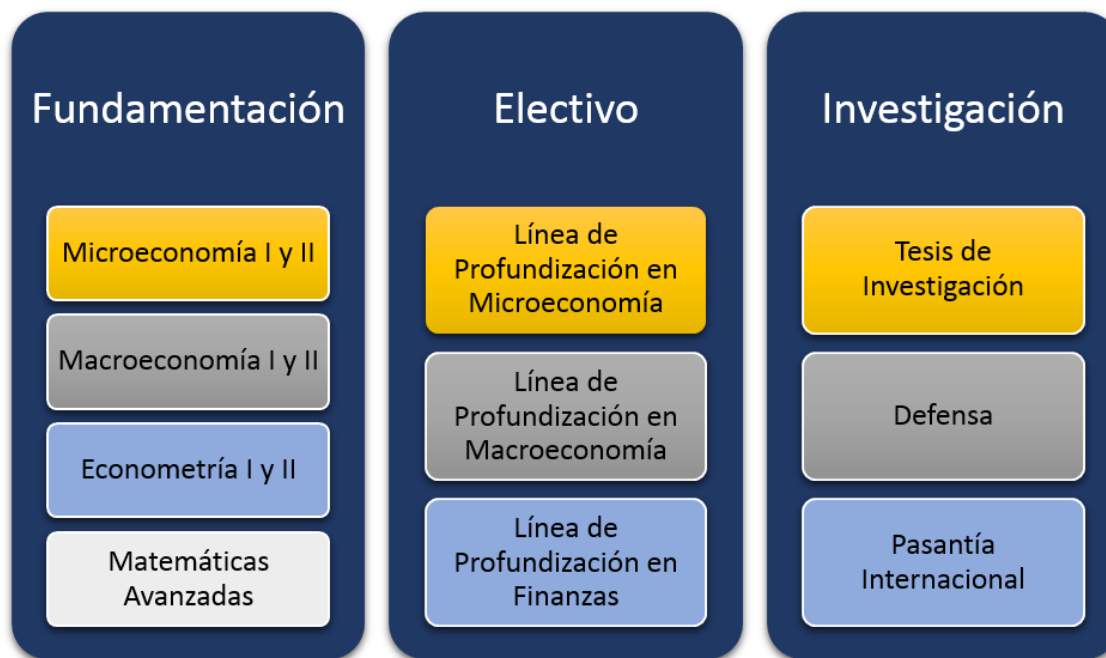 Fundamentación
Microeconomía I y II
Macroeconomía I y II
Econometría I y II
Matemáticas
Avanzadas
Electivo
Línea de
Profundización en
Microeconomía
Línea de
Profundización en
Macroeconomía
Línea de
Profundización en
Finanzas
Investigación
Tesis de
Investigación
Defensa
Pasantía
Internacional